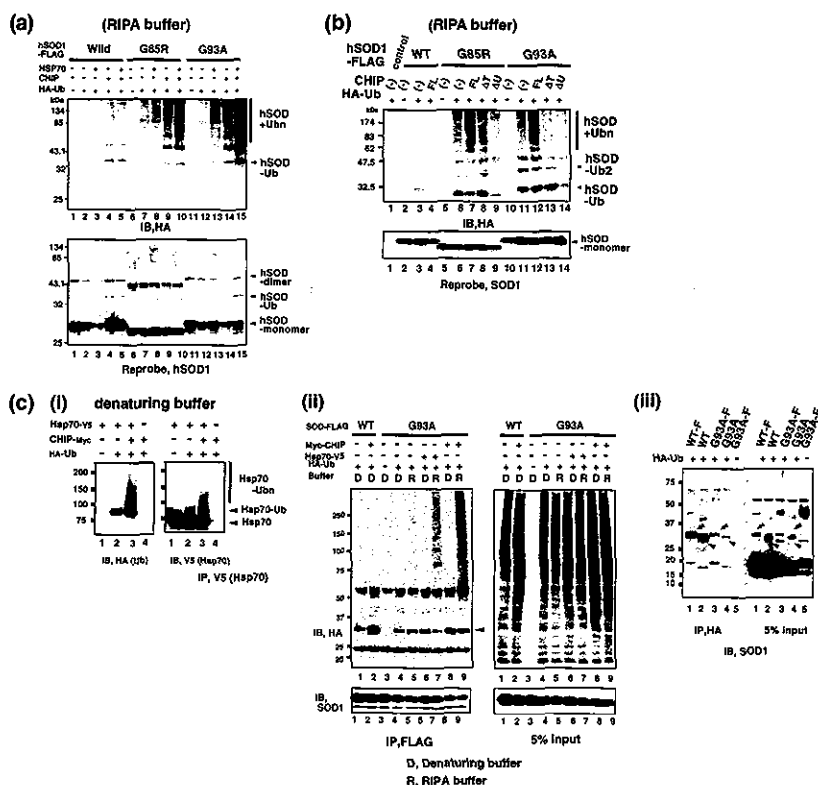 (a)
(RIPA buffer)
hSOD1 -FLAG
Wild G85R G93A
HSP70
CHIP
HA-Ub
kDa
134
85
43.1
32
25
hSOD +Ubn
hSOD -Ub
1 2 3 4 5 6 7 8 9 10 11 12 13 14 15
IB,HA
134
85
43.1
32
25
hSOD -dimer
hSOD -Ub
hSOD -monomer
1 2 3 4 5 6 7 8 9 10 11 12 13 14 15
Reprobe, hSOD1
(b)
(RIPA buffer)
hSOD1 -FLAG
control WT G85R G93A
CHIP (-) (-) (-) FL (-) (-) FL ΔT ΔU (-) (-) FL ΔT ΔU
HA-Ub - - + + - + + + + - + + + +
kDa
134
83
62
47.5
32.5
hSOD +Ubn
hSOD -Ub2
hSOD -Ub
1 2 3 4 5 6 7 8 9 10 11 12 13 14
IB,HA
hSOD -monomer
1 2 3 4 5 6 7 8 9 10 11 12 13 14
Reprobe, SOD1
(c) (i) denaturing buffer
Hsp70-V5 + + + -
CHIP-Myc - - + +
HA-Ub - + + +
200
150
100
75
Hsp70 -Ubn
Hsp70-Ub
Hsp70
1 2 3 4 1 2 3 4
IB, HA (Ub) IB, V5 (Hsp70)
IP, V5 (Hsp70)
(ii)
SOD-FLAG WT G93A WT G93A
Myc-CHIP
Hsp70-V5
HA-Ub
Buffer D D D D R D R D R
250
150
100
75
50
37
25
IB, HA
1 2 3 4 5 6 7 8 9 1 2 3 4 5 6 7 8 9
IB, SOD1
1 2 3 4 5 6 7 8 9 1 2 3 4 5 6 7 8 9
IP,FLAG 5% input
D, Denaturing buffer
R, RIPA buffer
(iii)
WT-F WT G93A-F G93A G93A-F WT-F WT G93A-F G93A G93A-F
HA-Ub + + + + - + + + + -
75
50
37
25
20
15
10
1 2 3 4 5 1 2 3 4 5
IP,HA 5% input
IB, SOD1